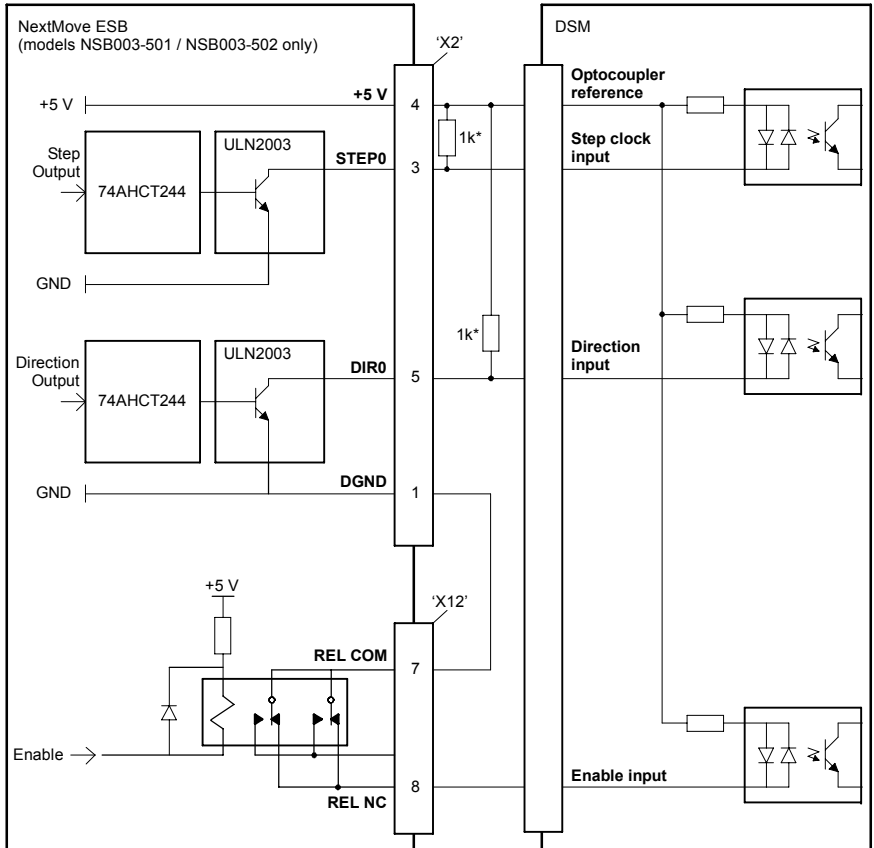 NextMove ESB
(models NSB003-501 / NSB003-502 only)
'X2'
DSM
+5 V
+5 V
4
Optocoupler
reference
1k*
Step
Output
74AHCT244
ULN2003
STEP0
3
Step clock
input
GND
1k*
Direction
Output
74AHCT244
ULN2003
DIR0
5
Direction
input
GND
DGND
1
+5 V
'X12'
REL COM
7
Enable
8
Enable input
REL NC